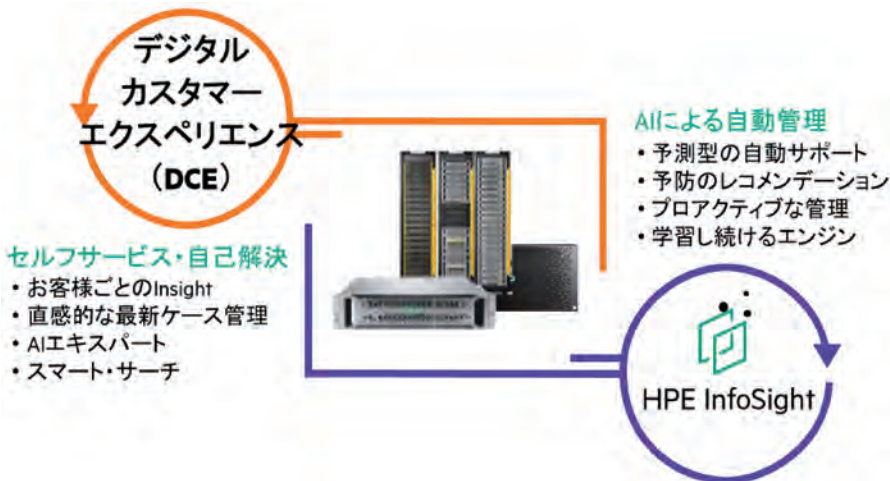 デジタル
カスタマー
エクスペリエンス
（DCE）
AIによる自動管理
・予測型の自動サポート
・予防のレコメンデーション
・プロアクティブな管理
・学習し続けるエンジン
セルフサービス・自己解決
・お客様ごとのInsight
・直感的な最新ケース管理
・AIエキスパート
・スマート・サーチ
HPE InfoSight